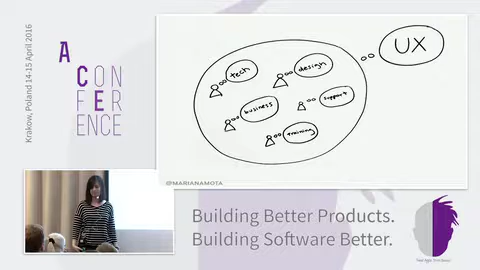 Krakow, Poland 14-15 April 2016
A
CON
FER
ENCE
UX
tech
design
business
support
training
@MARIANAMOTA
Building Better Products.
Building Software Better.